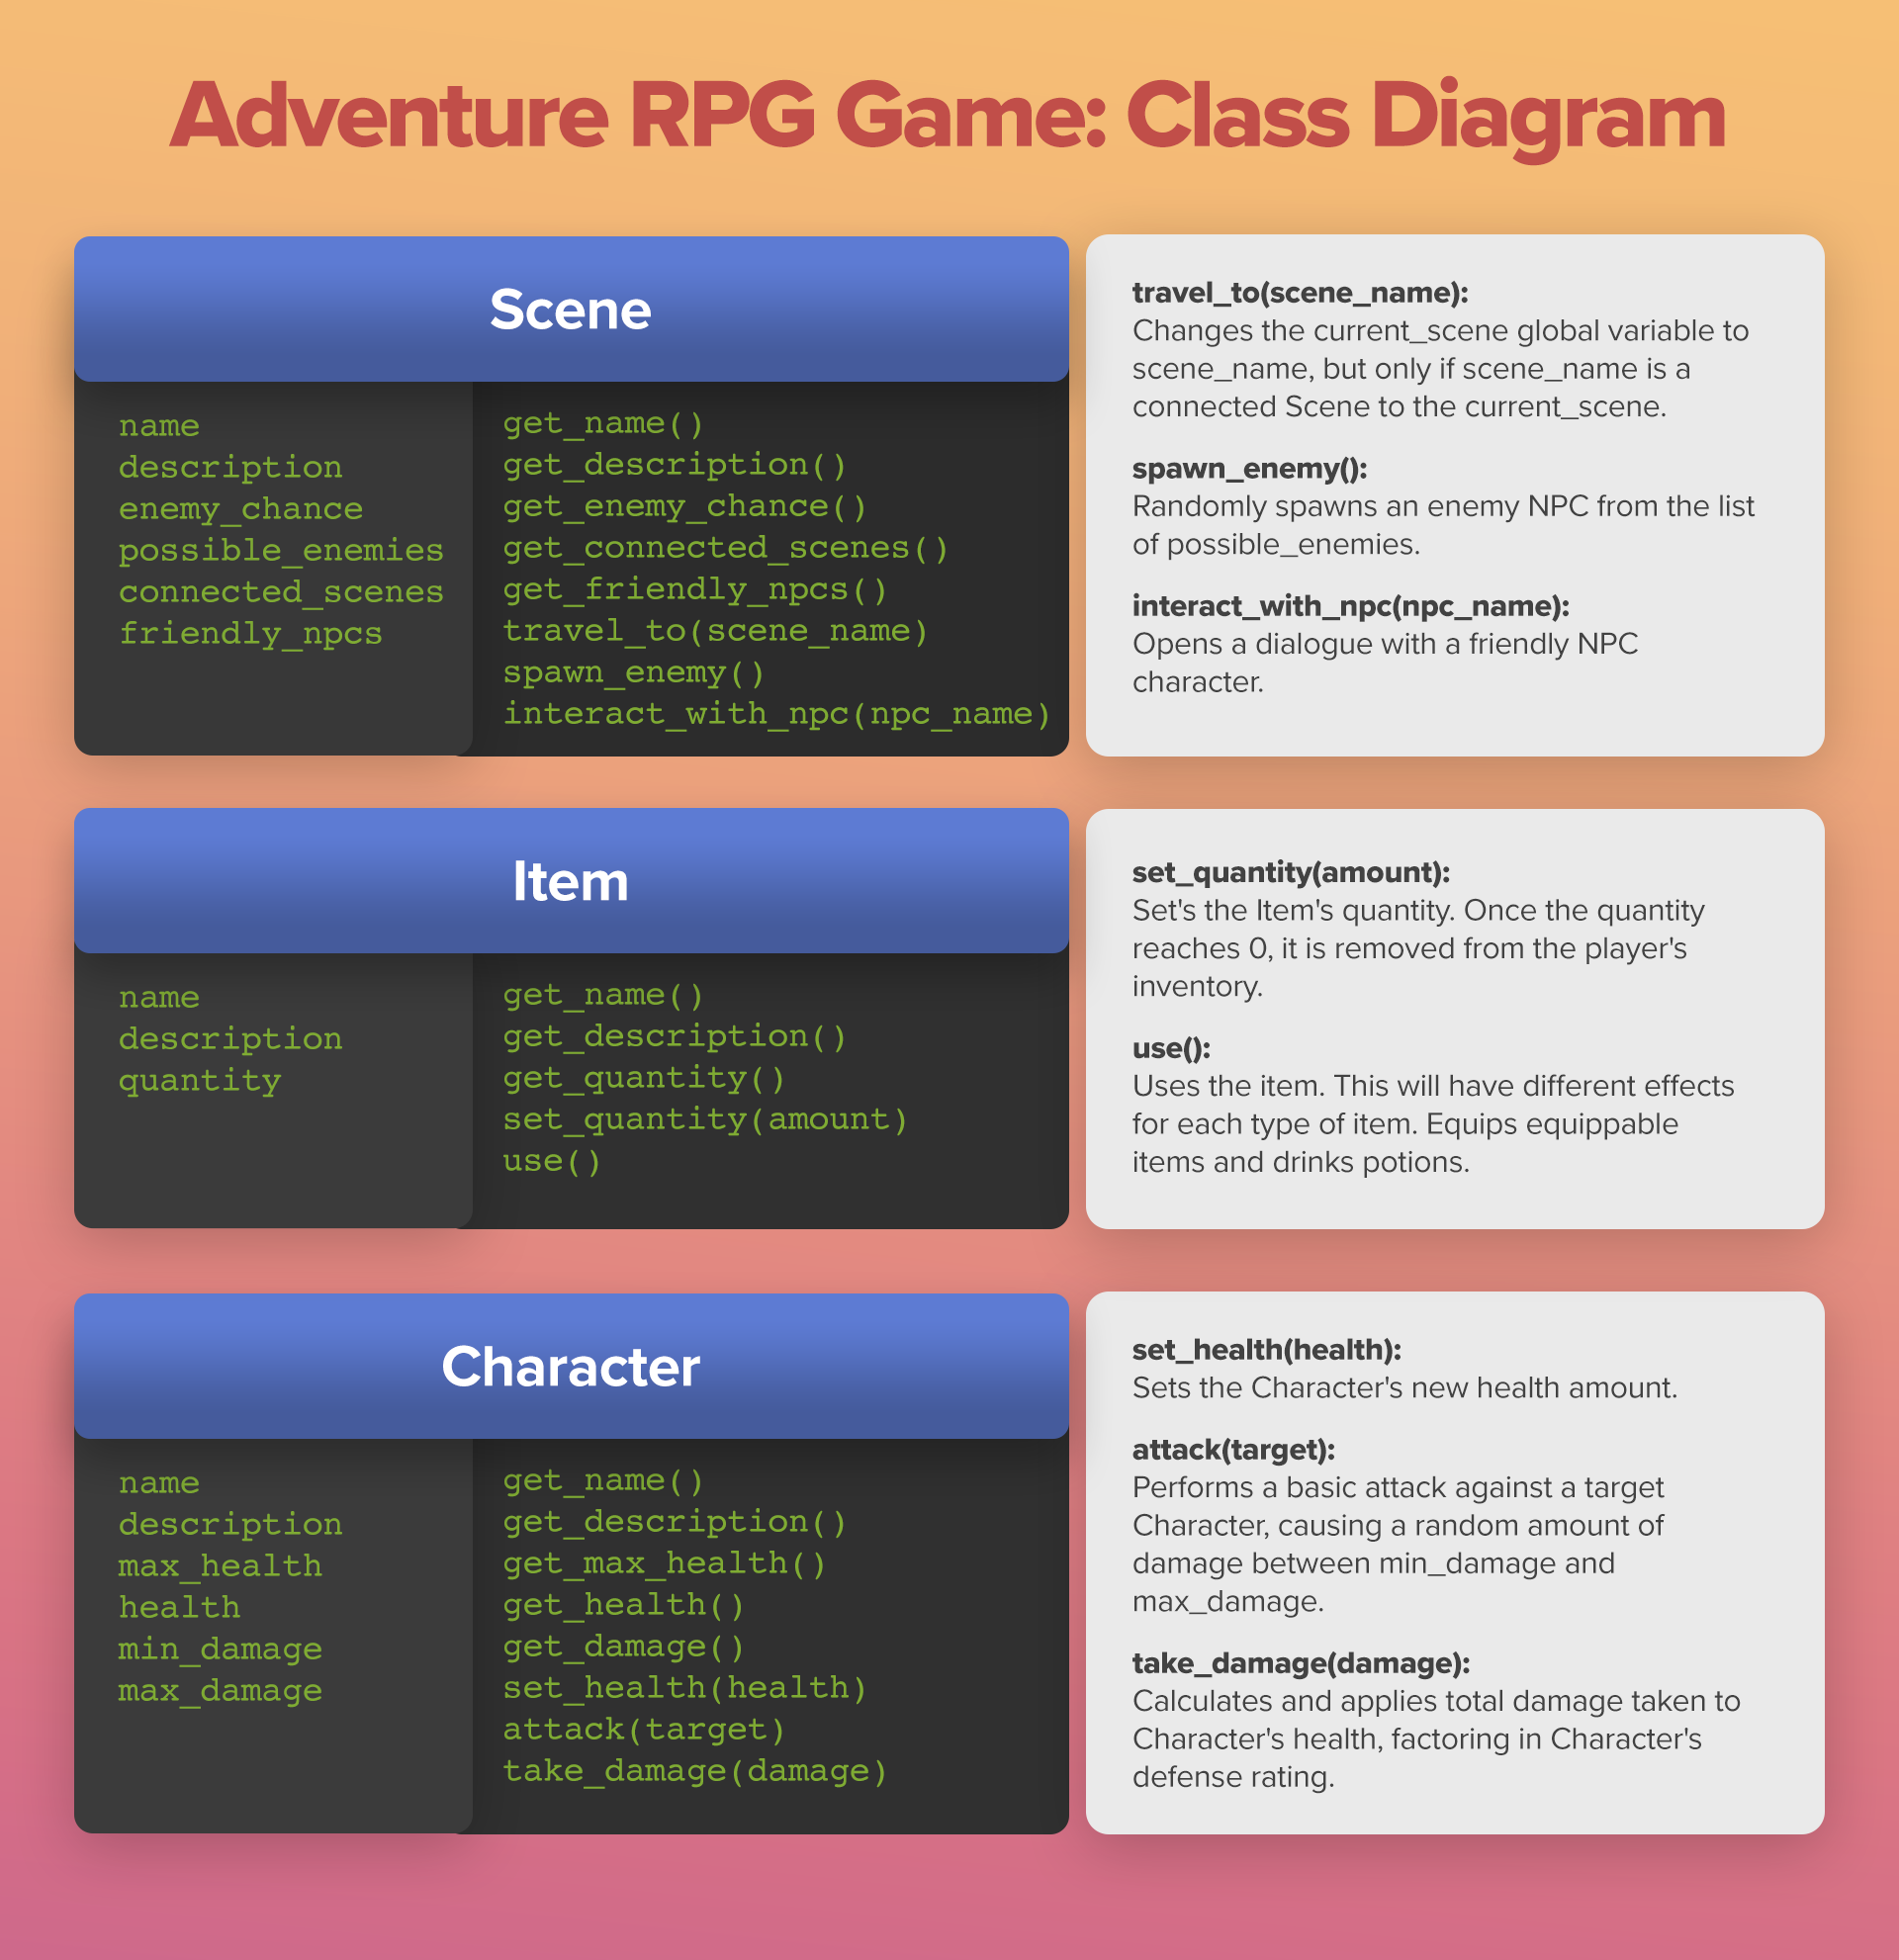 Adventure RPG Game: Class Diagram
Scene
name
description
enemy_chance
possible_enemies
connected_scenes
friendly_npcs
get_name()
get_description()
get_enemy_chance()
get_connected_scenes()
get_friendly_npcs()
travel_to(scene_name)
spawn_enemy()
interact_with_npc(npc_name)
travel_to(scene_name):
Changes the current_scene global variable to
scene_name, but only if scene_name is a
connected Scene to the current_scene.
spawn_enemy():
Randomly spawns an enemy NPC from the list
of possible_enemies.
interact_with_npc(npc_name):
Opens a dialogue with a friendly NPC
character.
Item
name
description
quantity
get_name()
get_description()
get_quantity()
set_quantity(amount)
use()
set_quantity(amount):
Set's the Item's quantity. Once the quantity
reaches 0, it is removed from the player's
inventory.
use():
Uses the item. This will have different effects
for each type of item. Equips equippable
items and drinks potions.
Character
name
description
max_health
health
min_damage
max_damage
get_name()
get_description()
get_max_health()
get_health()
get_damage()
set_health(health)
attack(target)
take_damage(damage)
set_health(health):
Sets the Character's new health amount.
attack(target):
Performs a basic attack against a target
Character, causing a random amount of
damage between min_damage and
max_damage.
take_damage(damage):
Calculates and applies total damage taken to
Character's health, factoring in Character's
defense rating.